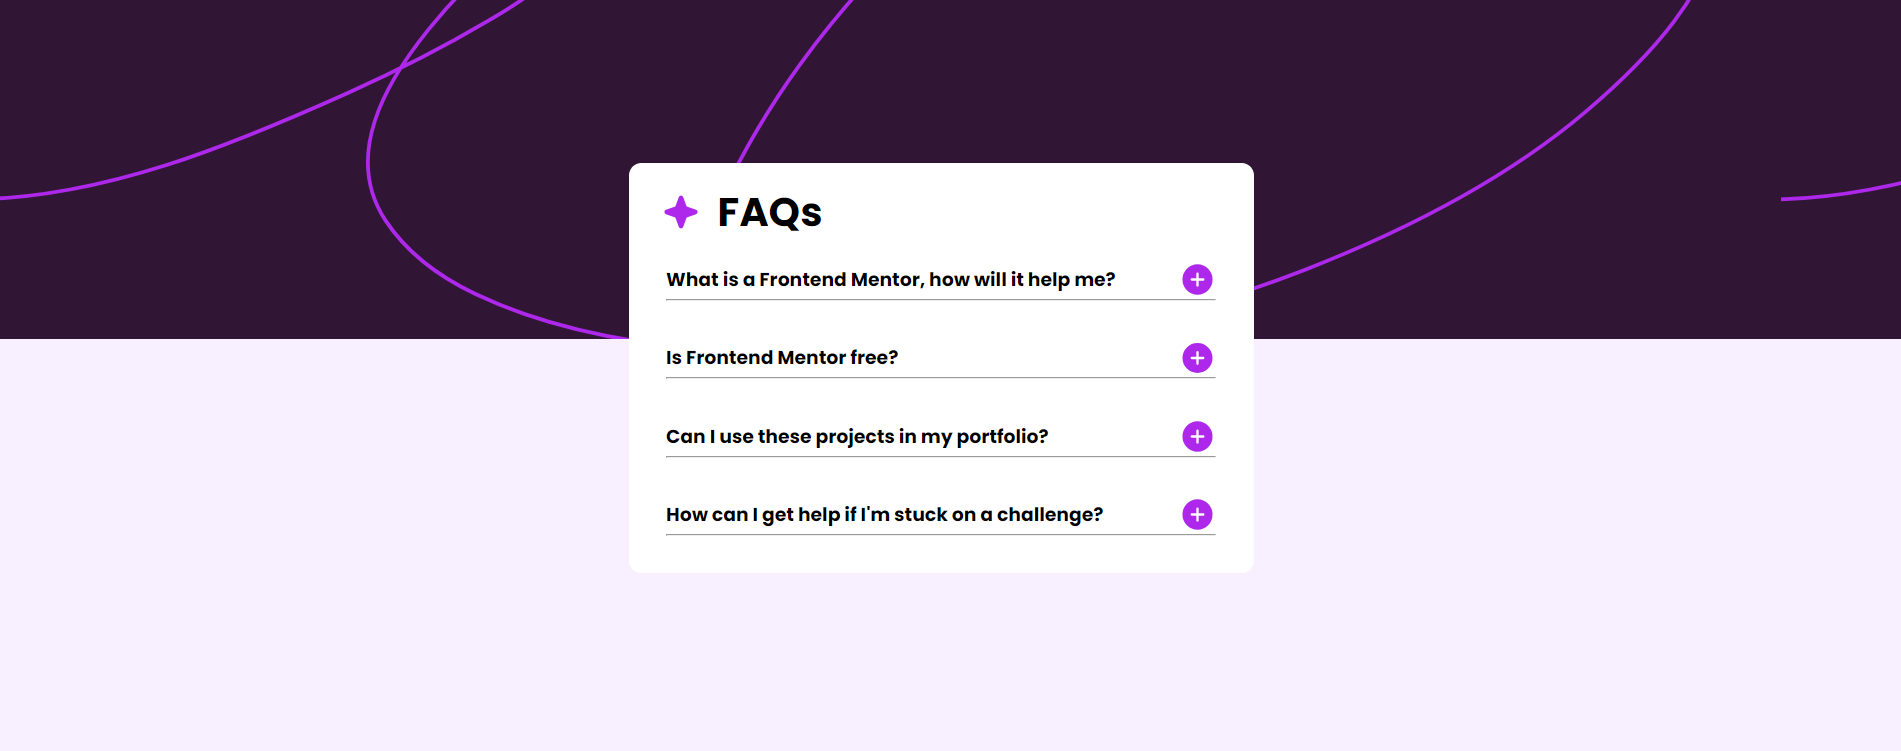 FAQs
What is a Frontend Mentor, how will it help me?
Is Frontend Mentor free?
Can I use these projects in my portfolio?
How can I get help if I'm stuck on a challenge?